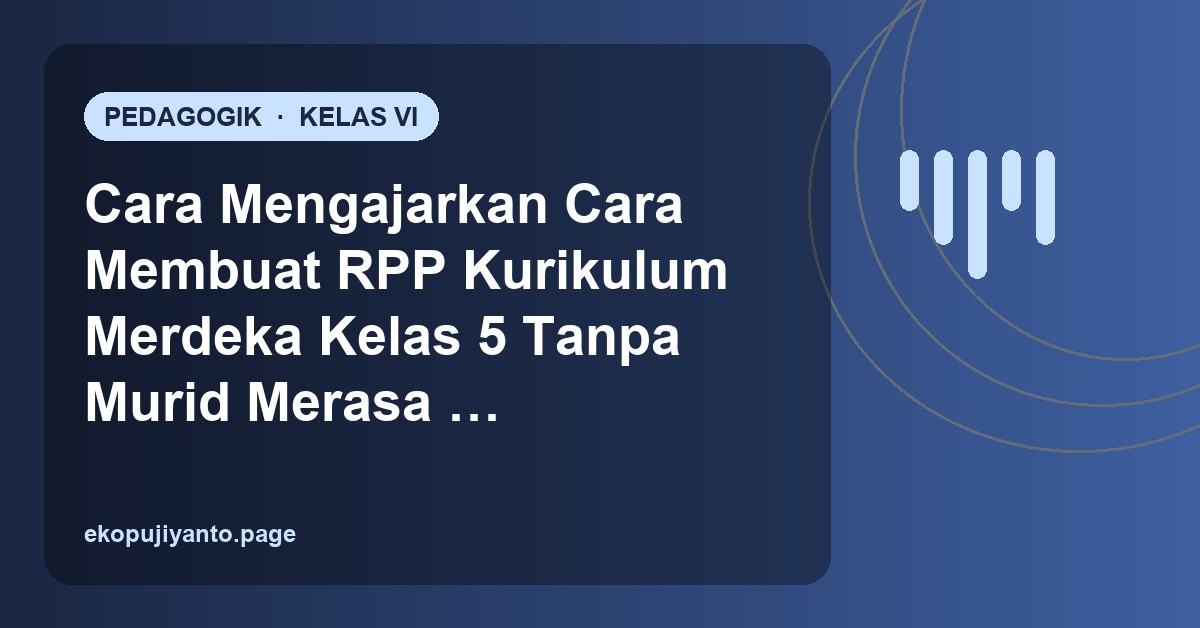 PEDAGOGIK · KELAS VI
Cara Mengajarkan Cara
Membuat RPP Kurikulum
Merdeka Kelas 5 Tanpa
Murid Merasa …
ekopujiyanto.page